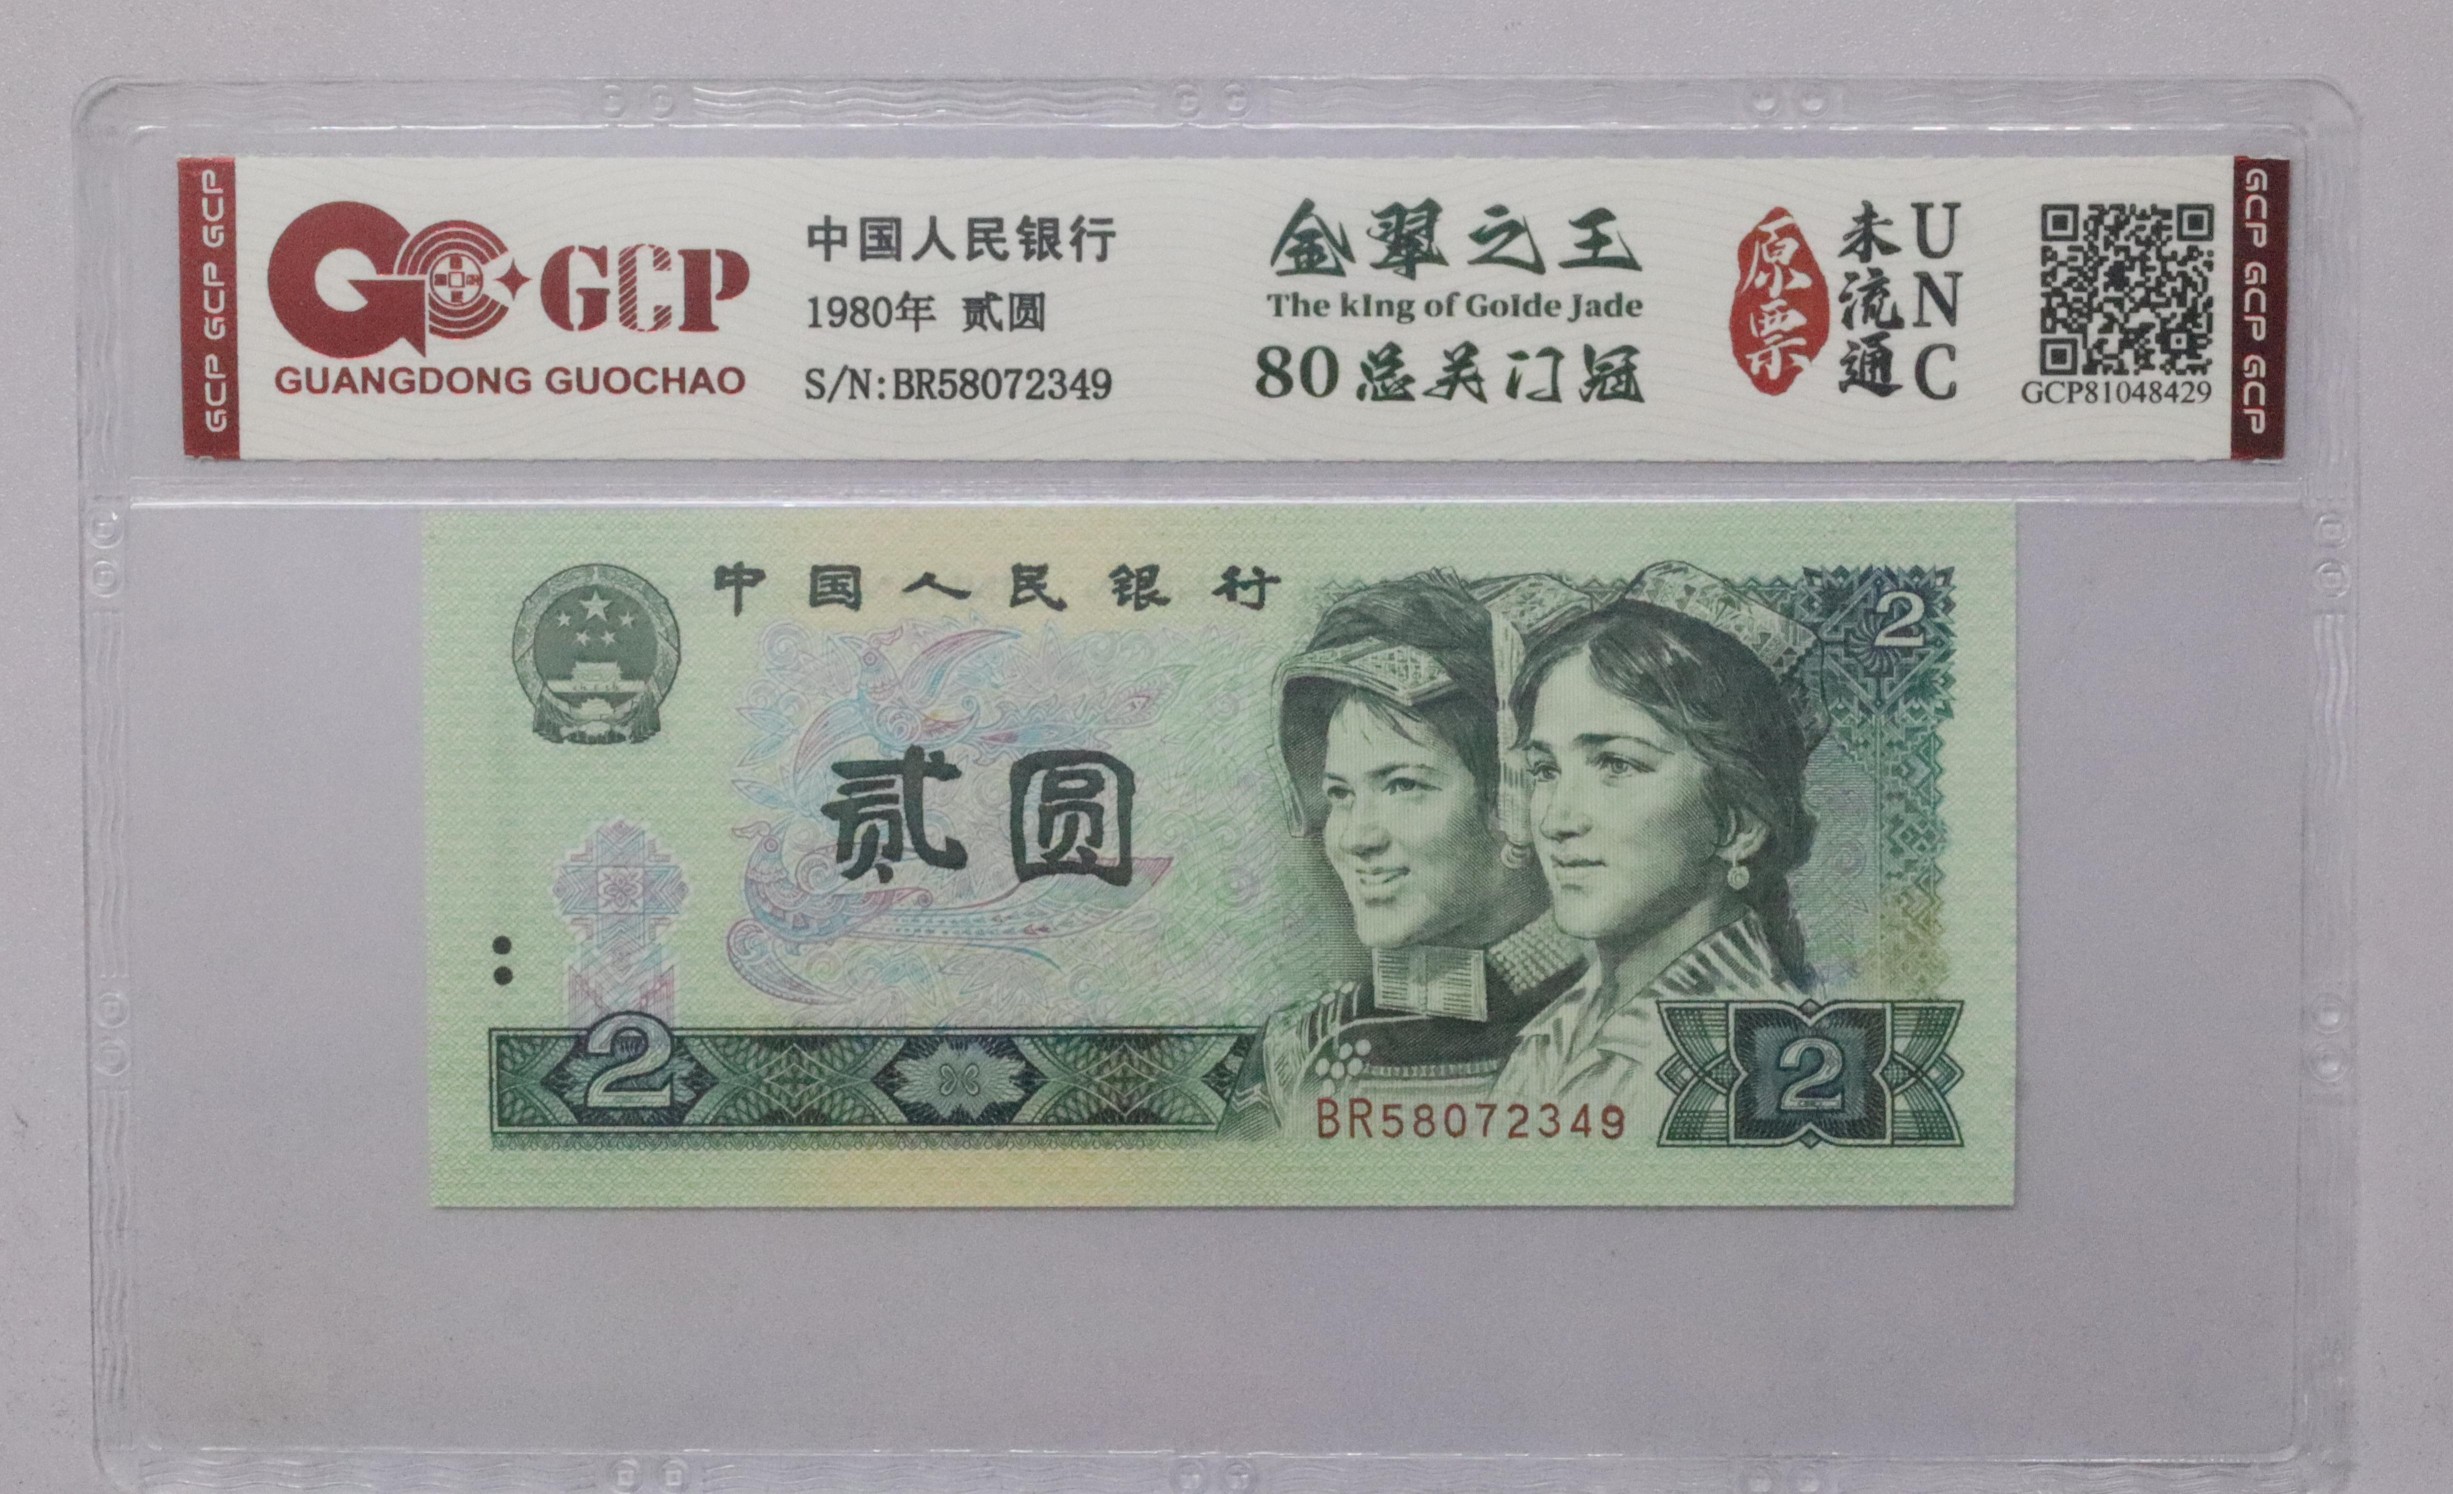 GCP GCP GCP
GCP
GUANGDONG GUOCHAO
中国人民银行
1980年 贰圆
S/N:BR58072349
金翠之王
The kIng of GoIde Jade
80总关门冠
原票
未流通
UNC
GCP81048429
GCP GCP GCP
中国人民银行
2
贰圆
2
BR58072349
2